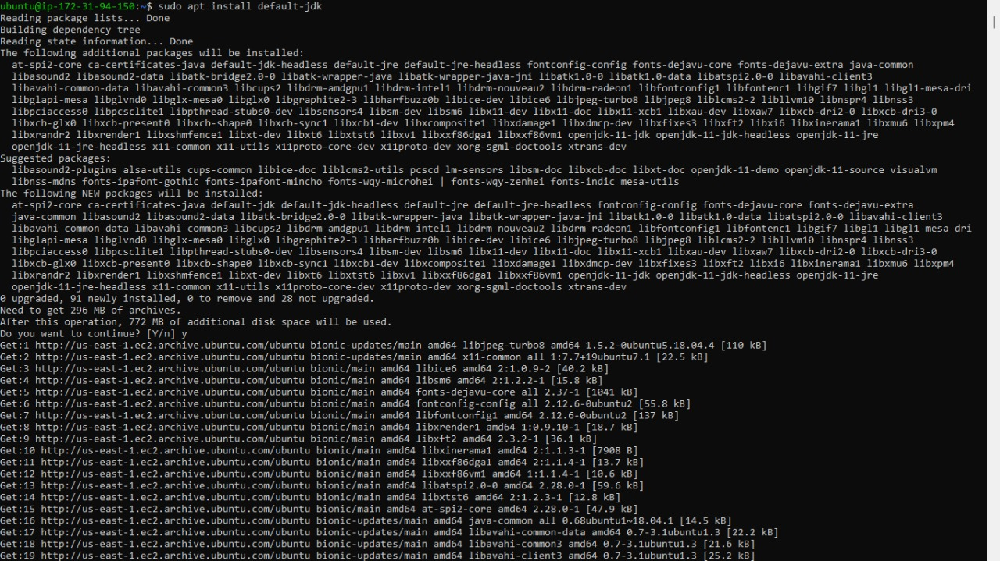 ubuntu@ip-172-31-94-150:~$ sudo apt install default-jdk
Reading package lists... Done
Building dependency tree
Reading state information... Done
The following additional packages will be installed:
at-spi2-core ca-certificates-java default-jdk-headless default-jre default-jre-headless fontconfig-config fonts-dejavu-core fonts-dejavu-extra java-common
libasound2 libasound2-data libatk-bridge2.0-0 libatk-wrapper-java libatk-wrapper-java-jni libatk1.0-0 libatk1.0-data libatspi2.0-0 libavahi-client3
libavahi-common-data libavahi-common3 libcups2 libdrm-amdgpu1 libdrm-intel1 libdrm-nouveau2 libdrm-radeon1 libfontconfig1 libfontenc1 libgif7 libgl1 libgl1-mesa-dri
libglapi-mesa libglvnd0 libglx-mesa0 libglx0 libgraphite2-3 libharfbuzz0b libice-dev libice6 libjpeg-turbo8 libjpeg8 liblcms2-2 libllvm10 libnspr4 libnss3
libpciaccess0 libpcsclite1 libpthread-stubs0-dev libsensors4 libsm-dev libsm6 libx11-dev libx11-doc libx11-xcb1 libxau-dev libxaw7 libxcb-dri2-0 libxcb-dri3-0
libxcb-glx0 libxcb-present0 libxcb-shape0 libxcb-sync1 libxcb1-dev libxcomposite1 libxdamage1 libxdmcp-dev libxfixes3 libxft2 libxi6 libxinerama1 libxmu6 libxpm4
libxrandr2 libxrender1 libxshmfence1 libxt-dev libxt6 libxtst6 libxv1 libxxf86dga1 libxxf86vm1 openjdk-11-jdk openjdk-11-jdk-headless openjdk-11-jre
openjdk-11-jre-headless x11-common x11-utils x11proto-core-dev x11proto-dev xorg-sgml-doctools xtrans-dev
Suggested packages:
libasound2-plugins alsa-utils cups-common libice-doc liblcms2-utils pcscd lm-sensors libsm-doc libxcb-doc libxt-doc openjdk-11-demo openjdk-11-source visualvm
libnss-mdns fonts-ipafont-gothic fonts-ipafont-mincho fonts-wqy-microhei | fonts-wqy-zenhei fonts-indic mesa-utils
The following NEW packages will be installed:
at-spi2-core ca-certificates-java default-jdk default-jdk-headless default-jre default-jre-headless fontconfig-config fonts-dejavu-core fonts-dejavu-extra
java-common libasound2 libasound2-data libatk-bridge2.0-0 libatk-wrapper-java libatk-wrapper-java-jni libatk1.0-0 libatk1.0-data libatspi2.0-0 libavahi-client3
libavahi-common-data libavahi-common3 libcups2 libdrm-amdgpu1 libdrm-intel1 libdrm-nouveau2 libdrm-radeon1 libfontconfig1 libfontenc1 libgif7 libgl1 libgl1-mesa-dri
libglapi-mesa libglvnd0 libglx-mesa0 libglx0 libgraphite2-3 libharfbuzz0b libice-dev libice6 libjpeg-turbo8 libjpeg8 liblcms2-2 libllvm10 libnspr4 libnss3
libpciaccess0 libpcsclite1 libpthread-stubs0-dev libsensors4 libsm-dev libsm6 libx11-dev libx11-doc libx11-xcb1 libxau-dev libxaw7 libxcb-dri2-0 libxcb-dri3-0
libxcb-glx0 libxcb-present0 libxcb-shape0 libxcb-sync1 libxcb1-dev libxcomposite1 libxdamage1 libxdmcp-dev libxfixes3 libxft2 libxi6 libxinerama1 libxmu6 libxpm4
libxrandr2 libxrender1 libxshmfence1 libxt-dev libxt6 libxtst6 libxv1 libxxf86dga1 libxxf86vm1 openjdk-11-jdk openjdk-11-jdk-headless openjdk-11-jre
openjdk-11-jre-headless x11-common x11-utils x11proto-core-dev x11proto-dev xorg-sgml-doctools xtrans-dev
0 upgraded, 91 newly installed, 0 to remove and 28 not upgraded.
Need to get 296 MB of archives.
After this operation, 772 MB of additional disk space will be used.
Do you want to continue? [Y/n] y
Get:1 http://us-east-1.ec2.archive.ubuntu.com/ubuntu bionic-updates/main amd64 libjpeg-turbo8 amd64 1.5.2-0ubuntu5.18.04.4 [110 kB]
Get:2 http://us-east-1.ec2.archive.ubuntu.com/ubuntu bionic-updates/main amd64 x11-common all 1:7.7+19ubuntu7.1 [22.5 kB]
Get:3 http://us-east-1.ec2.archive.ubuntu.com/ubuntu bionic/main amd64 libice6 amd64 2:1.0.9-2 [40.2 kB]
Get:4 http://us-east-1.ec2.archive.ubuntu.com/ubuntu bionic/main amd64 libsm6 amd64 2:1.2.2-1 [15.8 kB]
Get:5 http://us-east-1.ec2.archive.ubuntu.com/ubuntu bionic/main amd64 fonts-dejavu-core all 2.37-1 [1041 kB]
Get:6 http://us-east-1.ec2.archive.ubuntu.com/ubuntu bionic/main amd64 fontconfig-config all 2.12.6-0ubuntu2 [55.8 kB]
Get:7 http://us-east-1.ec2.archive.ubuntu.com/ubuntu bionic/main amd64 libfontconfig1 amd64 2.12.6-0ubuntu2 [137 kB]
Get:8 http://us-east-1.ec2.archive.ubuntu.com/ubuntu bionic/main amd64 libxrender1 amd64 1:0.9.10-1 [18.7 kB]
Get:9 http://us-east-1.ec2.archive.ubuntu.com/ubuntu bionic/main amd64 libxft2 amd64 2.3.2-1 [36.1 kB]
Get:10 http://us-east-1.ec2.archive.ubuntu.com/ubuntu bionic/main amd64 libxinerama1 amd64 2:1.1.3-1 [7908 B]
Get:11 http://us-east-1.ec2.archive.ubuntu.com/ubuntu bionic/main amd64 libxxf86dga1 amd64 2:1.1.4-1 [13.7 kB]
Get:12 http://us-east-1.ec2.archive.ubuntu.com/ubuntu bionic/main amd64 libxxf86vm1 amd64 1:1.1.4-1 [10.6 kB]
Get:13 http://us-east-1.ec2.archive.ubuntu.com/ubuntu bionic/main amd64 libatspi2.0-0 amd64 2.28.0-1 [59.6 kB]
Get:14 http://us-east-1.ec2.archive.ubuntu.com/ubuntu bionic/main amd64 libxtst6 amd64 2:1.2.3-1 [12.8 kB]
Get:15 http://us-east-1.ec2.archive.ubuntu.com/ubuntu bionic/main amd64 at-spi2-core amd64 2.28.0-1 [47.9 kB]
Get:16 http://us-east-1.ec2.archive.ubuntu.com/ubuntu bionic-updates/main amd64 java-common all 0.68ubuntu1~18.04.1 [14.5 kB]
Get:17 http://us-east-1.ec2.archive.ubuntu.com/ubuntu bionic-updates/main amd64 libavahi-common-data amd64 0.7-3.1ubuntu1.3 [22.2 kB]
Get:18 http://us-east-1.ec2.archive.ubuntu.com/ubuntu bionic-updates/main amd64 libavahi-common3 amd64 0.7-3.1ubuntu1.3 [21.6 kB]
Get:19 http://us-east-1.ec2.archive.ubuntu.com/ubuntu bionic-updates/main amd64 libavahi-client3 amd64 0.7-3.1ubuntu1.3 [25.2 kB]